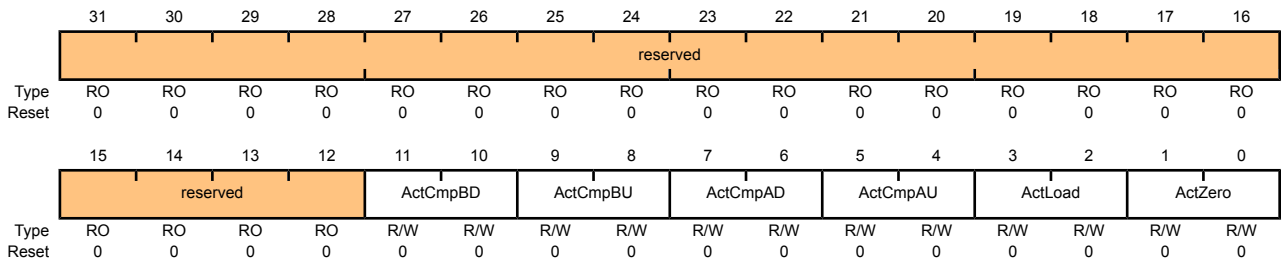 31 30 29 28 27 26 25 24 23 22 21 20 19 18 17 16
reserved
Type RO RO RO RO RO RO RO RO RO RO RO RO RO RO RO RO
Reset 0 0 0 0 0 0 0 0 0 0 0 0 0 0 0 0
15 14 13 12 11 10 9 8 7 6 5 4 3 2 1 0
reserved ActCmpBD ActCmpBU ActCmpAD ActCmpAU ActLoad ActZero
Type RO RO RO RO R/W R/W R/W R/W R/W R/W R/W R/W R/W R/W R/W R/W
Reset 0 0 0 0 0 0 0 0 0 0 0 0 0 0 0 0